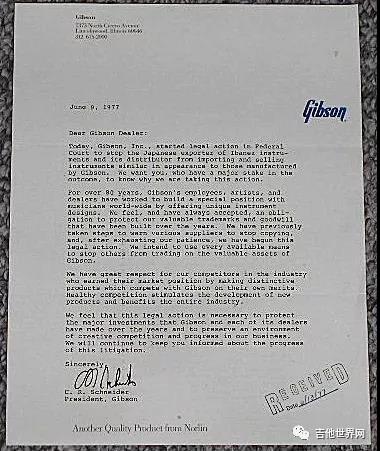 Gibson
7373 North Cicero Avenue
Lincolnwood, Illinois 60646
312-675-2000
June 9, 1977
Gibson
Dear Gibson Dealer:
Today, Gibson, Inc., started legal action in Federal
Court to stop the Japanese exporter of Ibanez instru-
ments and its distributor from importing and selling
instruments similar in appearance to those manufactured
by Gibson. We want you, who have a major stake in the
outcome, to know why we are taking this action.
For over 80 years, Gibson's employees, artists, and
dealers have worked to build a special position with
musicians world-wide by offering unique instrument
designs. We feel, and have always accepted, an obli-
gation to protect our valuable trademarks and goodwill
that have been built over the years. We have previously
taken steps to warn various suppliers to stop copying,
and, after exhausting our patience, we have begun this
legal action. We intend to use every available means
to stop others from trading on the valuable assets of
Gibson.
We have great respect for our competitors in the industry
who earned their market position by making distinctive
products which compete with Gibson on their own merits.
Healthy competition stimulates the development of new
products and benefits the entire industry.
We feel that this legal action is necessary to protect
the major investments that Gibson and each of its dealers
have made over the years and to preserve an environment
of creative competition and progress in our business.
We will continue to keep you informed about the progress
of this litigation.
Sincerely
C. R. Schneider
President, Gibson
RECEIVED
Date
Another Quality Product from Norlin
吉他世界网